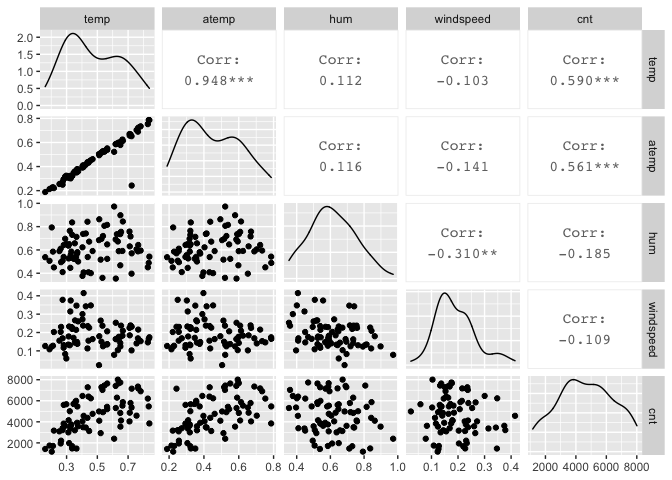 temp atemp hum windspeed cnt
2.0
1.5
1.0
0.5
0.0
Corr:
0.948***
Corr:
0.112
Corr:
-0.103
Corr:
0.590***
temp
0.8
0.6
0.4
0.2
Corr:
0.116
Corr:
-0.141
Corr:
0.561***
atemp
1.0
0.8
0.6
0.4
Corr:
-0.310**
Corr:
-0.185
hum
0.4
0.3
0.2
0.1
Corr:
-0.109
windspeed
8000
6000
4000
2000
cnt
0.3 0.5 0.7 0.2 0.4 0.6 0.8 0.4 0.6 0.8 1.0 0.1 0.2 0.3 0.4 2000 4000 6000 8000